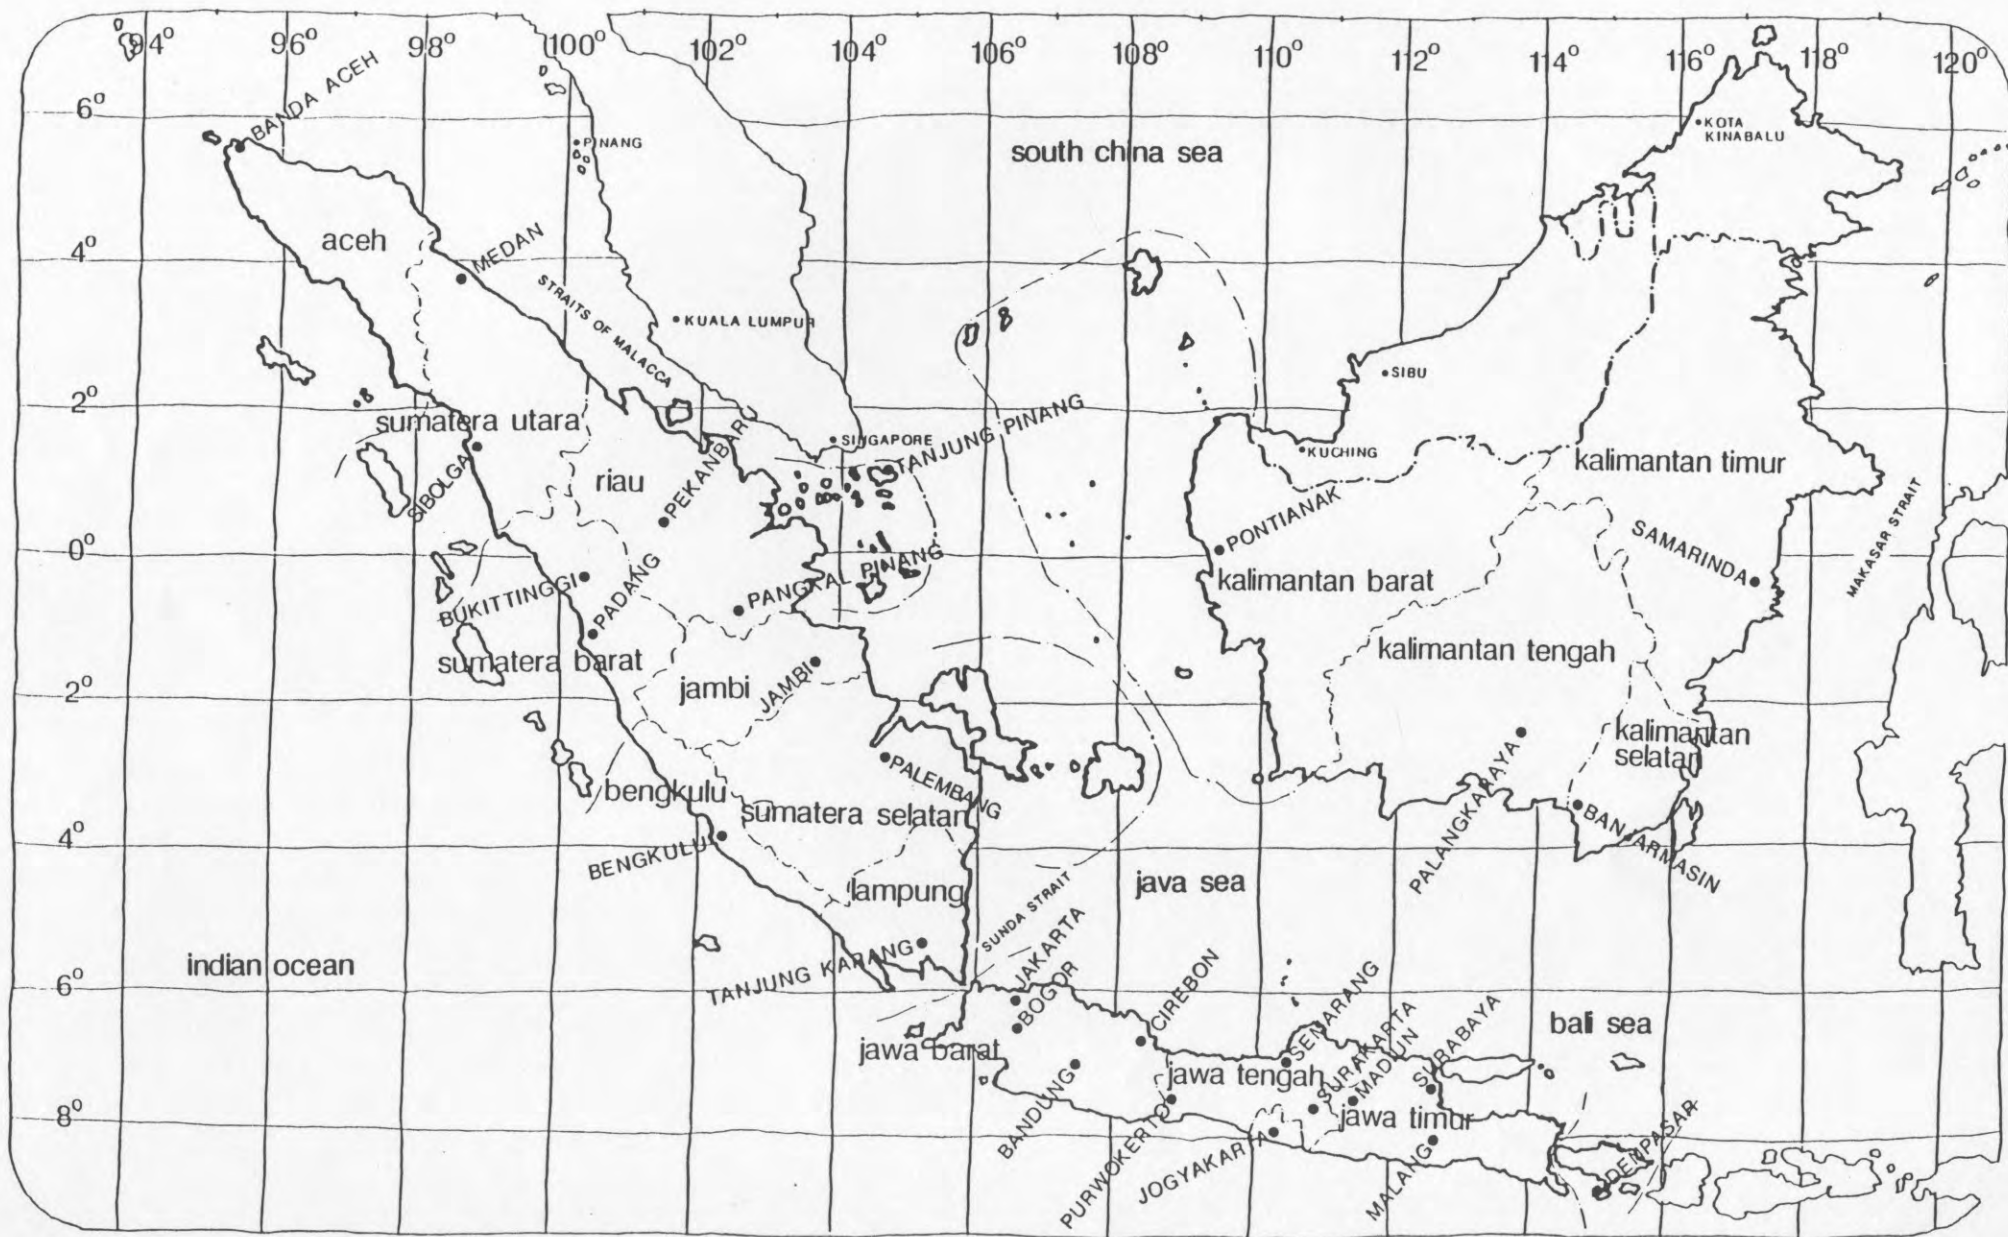 94°
96°
98°
100°
102°
104°
106°
108°
110°
112°
114°
116°
118°
120°
6°
4°
2°
0°
2°
4°
6°
8°
BANDA ACEH
PINANG
south china sea
KOTA
KINABALU
aceh
MEDAN
STRAITS OF MALACCA
KUALA LUMPUR
SIBU
sumatera utara
SIBOLGA
riau
PEKANBARU
SINGAPORE
TANJUNG PINANG
KUCHING
kalimantan timur
PONTIANAK
SAMARINDA
MAKASAR STRAIT
BUKITTINGGI
PADANG
PANGKAL PINANG
kalimantan barat
sumatera barat
jambi
JAMBI
kalimantan tengah
kalimantan
selatan
bengkulu
PALEMBANG
sumatera selatan
BENGKULU
PALANGKARAYA
BANJARMASIN
lampung
java sea
SUNDA STRAIT
indian ocean
TANJUNG KARANG
JAKARTA
BOGOR
CIREBON
SEMARANG
SURAKARTA
MADIUN
SURABAYA
bali sea
jawa barat
BANDUNG
jawa tengah
jawa timur
PURWOKERTO
JOGYAKARTA
MALANG
DENPASAR